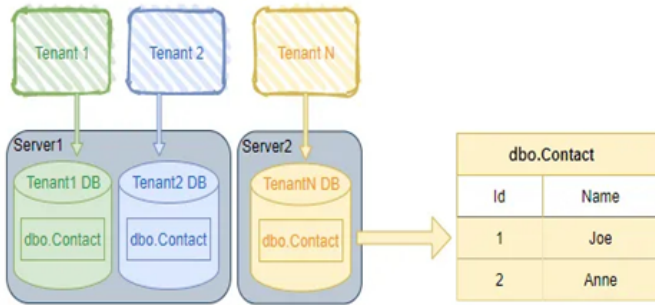 Tenant 1
Tenant 2
Tenant N
Server1
Server2
Tenant1 DB
Tenant2 DB
TenantN DB
dbo.Contact
dbo.Contact
dbo.Contact
dbo.Contact
Id Name
1 Joe
2 Anne